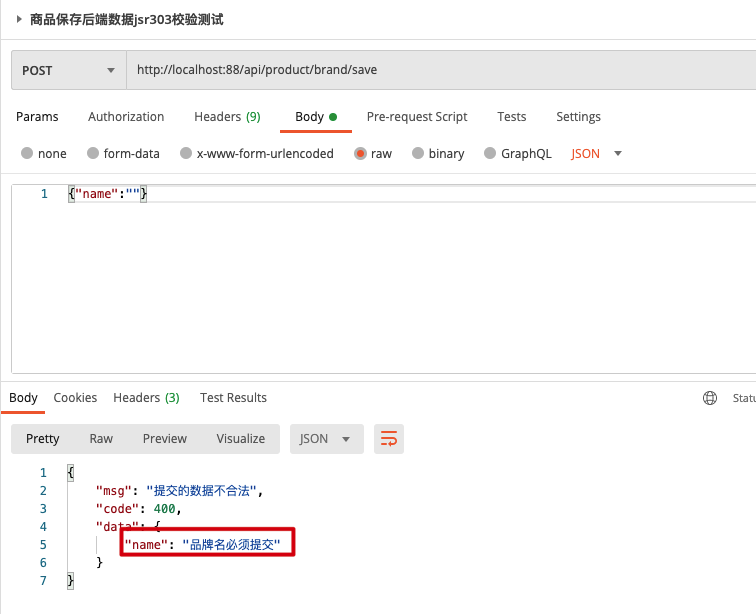 商品保存后端数据jsr303校验测试
POST http://localhost:88/api/product/brand/save
Params Authorization Headers (9) Body Pre-request Script Tests Settings
none form-data x-www-form-urlencoded raw binary GraphQL JSON
1 {"name":""}
Body Cookies Headers (3) Test Results Statu
Pretty Raw Preview Visualize JSON
1 {
2 "msg": "提交的数据不合法",
3 "code": 400,
4 "data": {
5 "name": "品牌名必须提交"
6 }
7 }